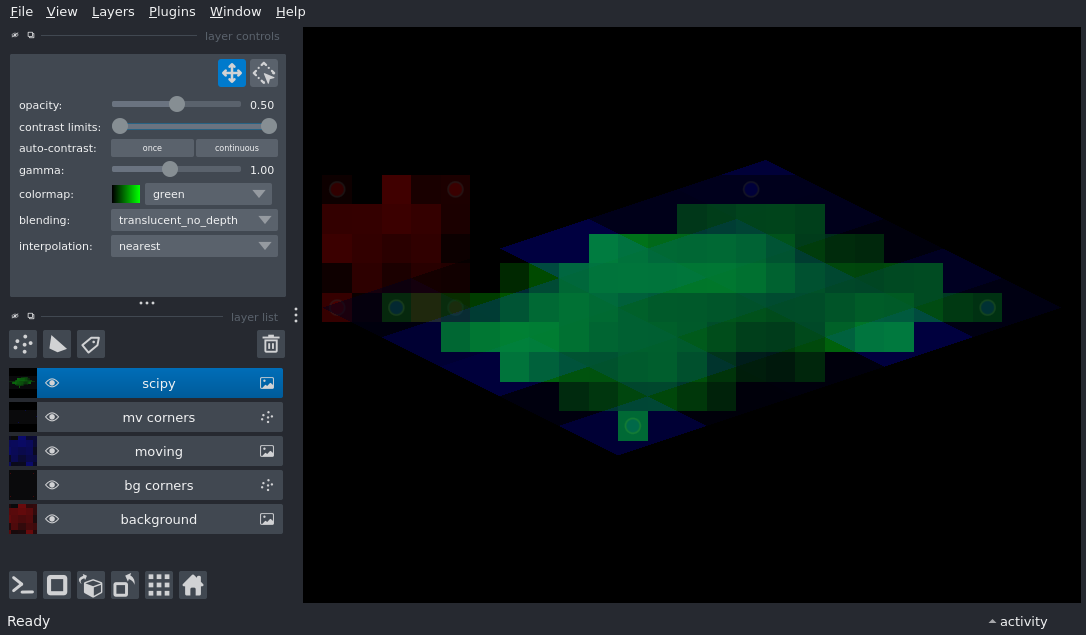 File View Layers Plugins Window Help
layer controls
opacity: 0.50
contrast limits:
auto-contrast: once continuous
gamma: 1.00
colormap: green
blending: translucent_no_depth
interpolation: nearest
layer list
scipy
mv corners
moving
bg corners
background
Ready
activity